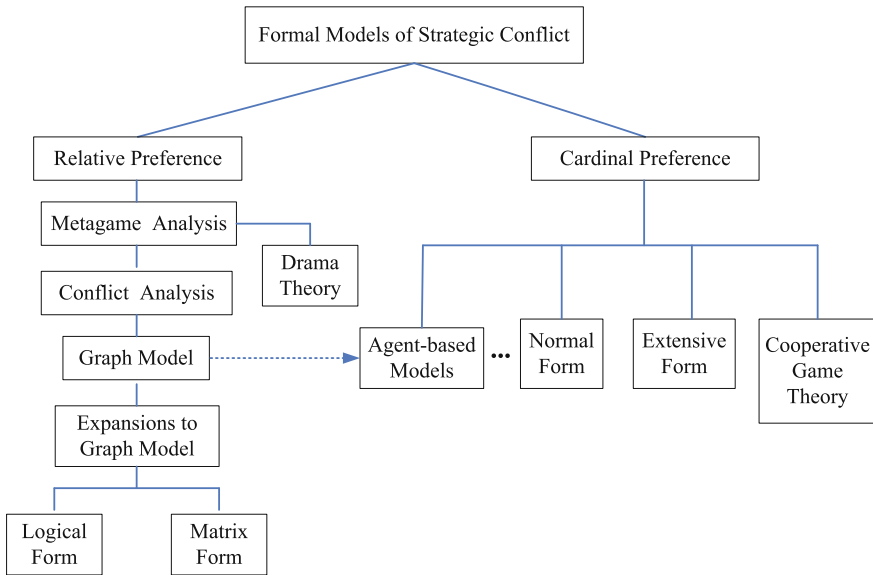 Formal Models of Strategic Conflict
Relative Preference
Cardinal Preference
Metagame Analysis
Drama
Theory
Conflict Analysis
Graph Model
Agent-based
Models
...
Normal
Form
Extensive
Form
Cooperative
Game
Theory
Expansions to
Graph Model
Logical
Form
Matrix
Form